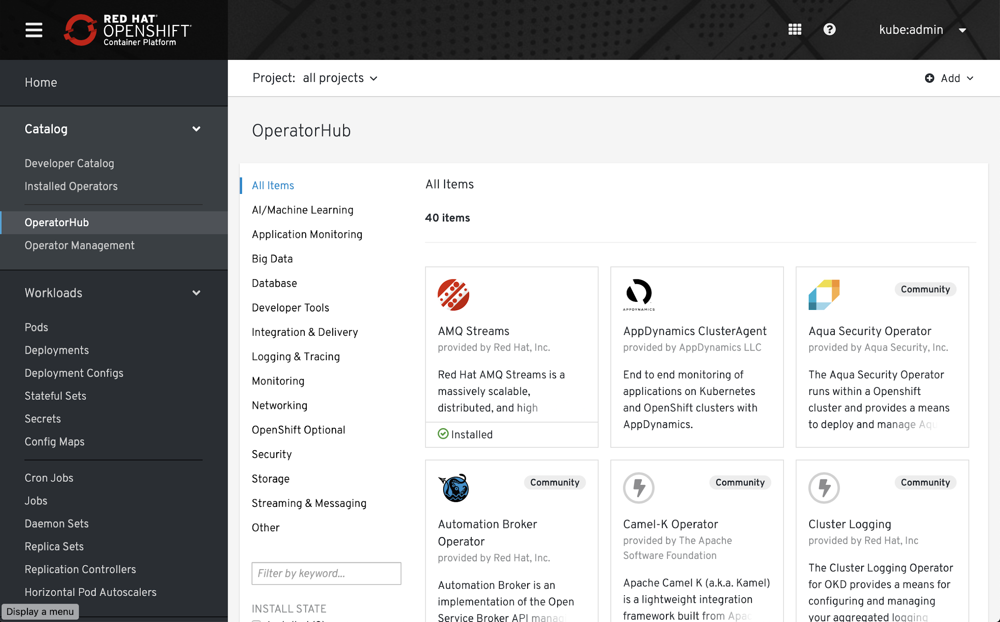 RED HAT®
OPENSHIFT®
Container Platform
kube:admin
Home
Catalog
Developer Catalog
Installed Operators
OperatorHub
Operator Management
Workloads
Pods
Deployments
Deployment Configs
Stateful Sets
Secrets
Config Maps
Cron Jobs
Jobs
Daemon Sets
Replica Sets
Replication Controllers
Horizontal Pod Autoscalers
Display a menu
Project: all projects
Add
OperatorHub
All Items
AI/Machine Learning
Application Monitoring
Big Data
Database
Developer Tools
Integration & Delivery
Logging & Tracing
Monitoring
Networking
OpenShift Optional
Security
Storage
Streaming & Messaging
Other
Filter by keyword...
INSTALL STATE
All Items
40 items
AMQ Streams
provided by Red Hat, Inc.
Red Hat AMQ Streams is a
massively scalable,
distributed, and high
Installed
APPDYNAMICS
AppDynamics ClusterAgent
provided by AppDynamics LLC
End to end monitoring of
applications on Kubernetes
and OpenShift clusters with
AppDynamics.
Community
Aqua Security Operator
provided by Aqua Security, Inc.
The Aqua Security Operator
runs within a Openshift
cluster and provides a means
to deploy and manage Aqu
Community
Automation Broker
Operator
provided by Red Hat, Inc.
Automation Broker is an
implementation of the Open
Service Broker API manag
Community
Camel-K Operator
provided by The Apache
Software Foundation
Apache Camel K (a.k.a. Kamel)
is a lightweight integration
framework built from Apac
Community
Cluster Logging
provided by Red Hat, Inc
The Cluster Logging Operator
for OKD provides a means for
configuring and managing
your aggregated logging